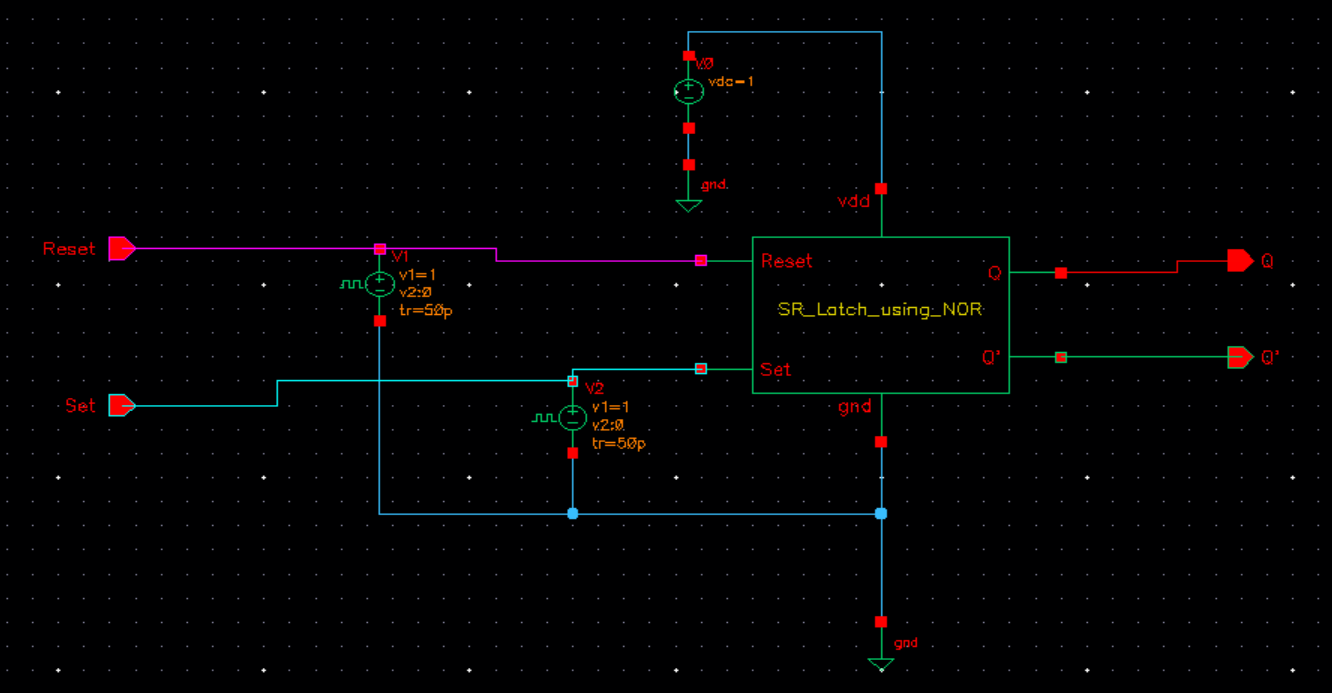 V0
vdc=1
gnd
vdd
Reset
V1
v1=1
v2:0
tr=50p
Reset
Q
Q
SR_Latch_using_NOR
Q'
Q'
Set
Set
V2
v1=1
v2:0
tr=50p
gnd
gnd